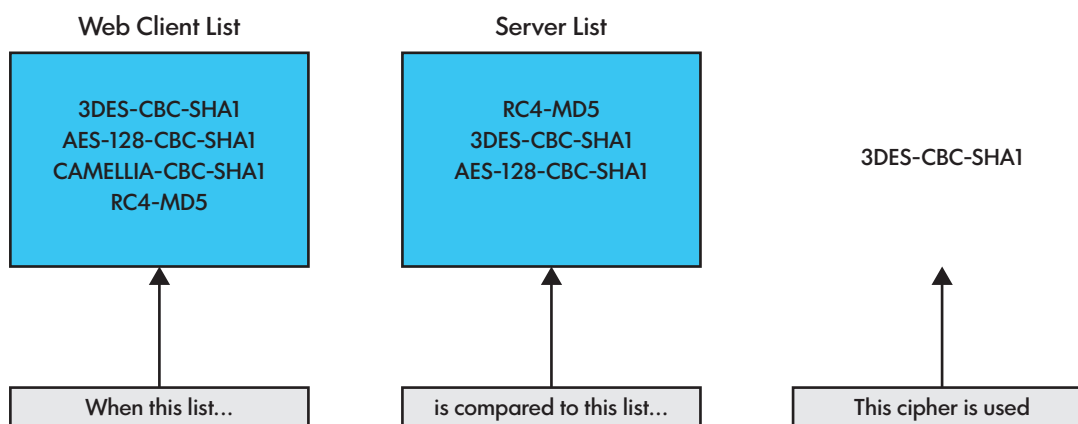 Web Client List
3DES-CBC-SHA1
AES-128-CBC-SHA1
CAMELLIA-CBC-SHA1
RC4-MD5
When this list...
Server List
RC4-MD5
3DES-CBC-SHA1
AES-128-CBC-SHA1
is compared to this list...
3DES-CBC-SHA1
This cipher is used